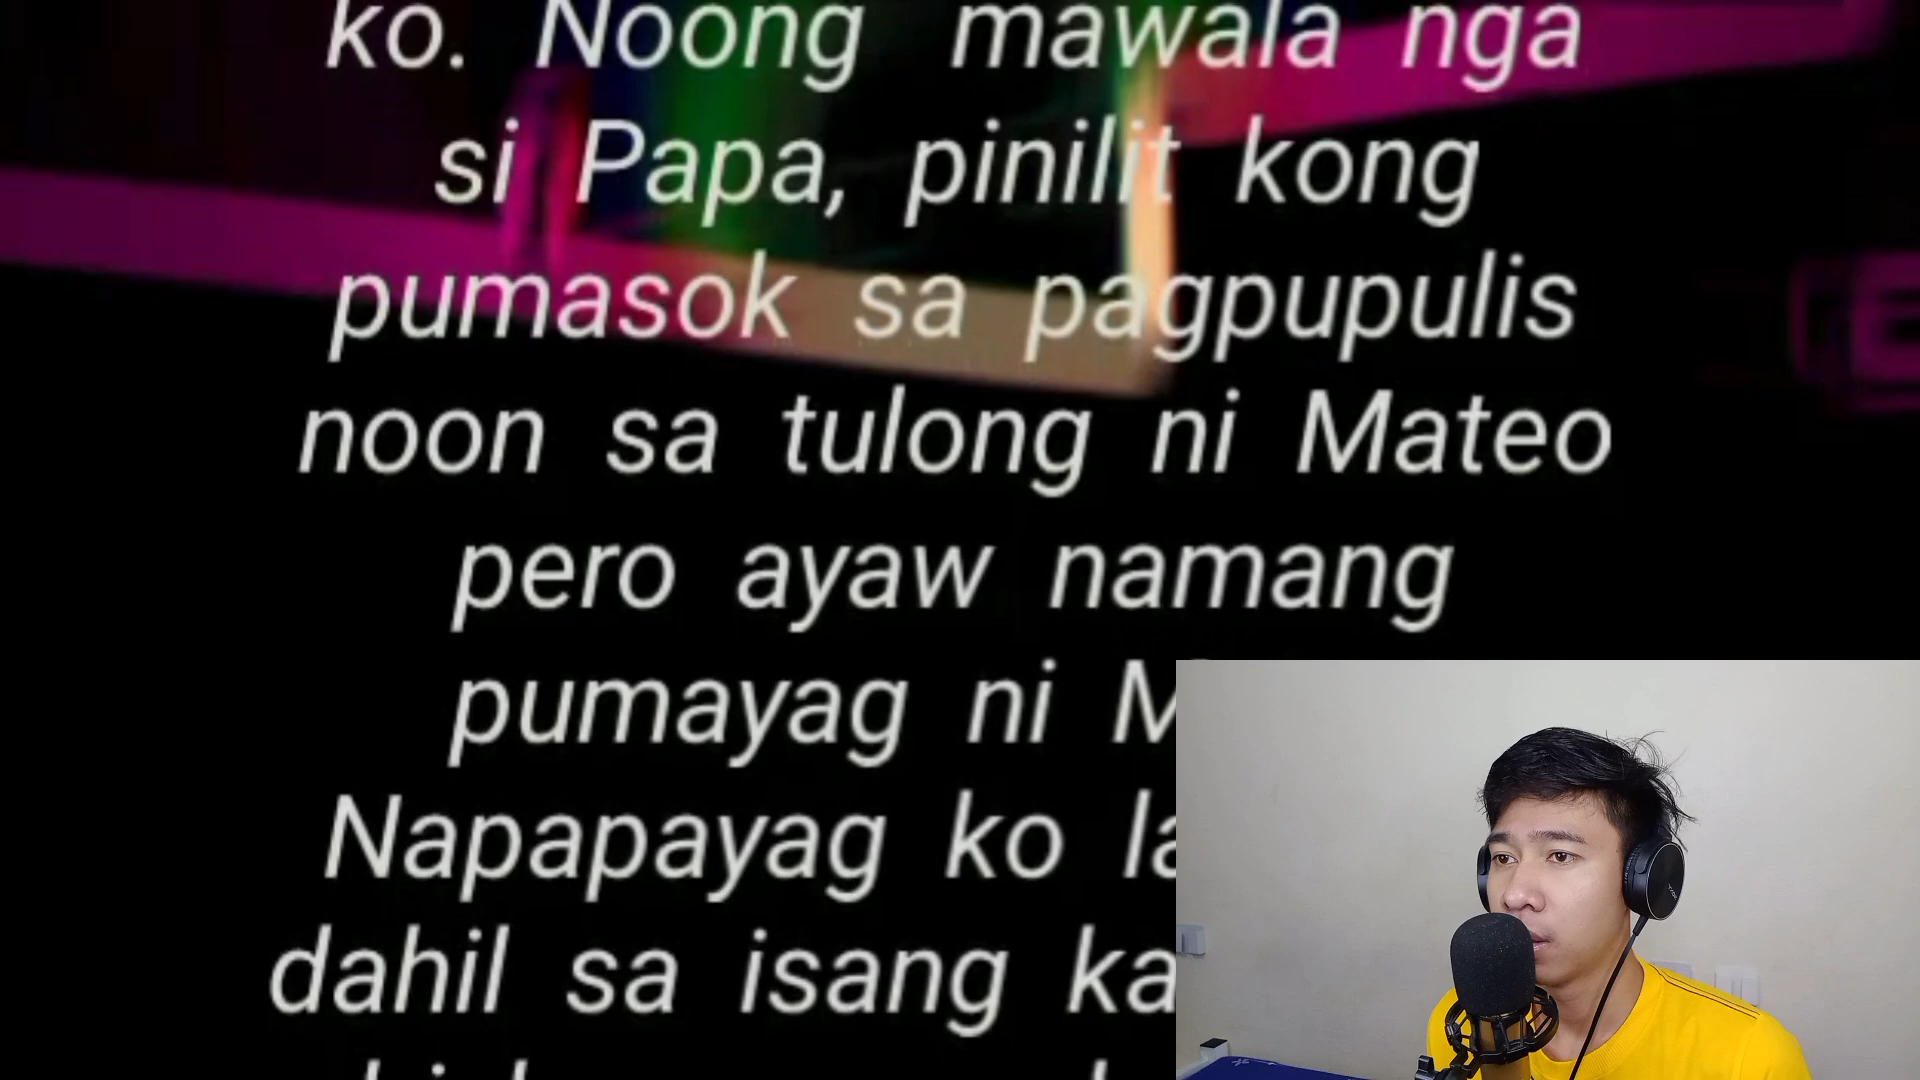 ko. Noong mawala nga
si Papa, pinilit kong
pumasok sa pagpupulis
noon sa tulong ni Mateo
pero ayaw namang
pumayag ni
Napapayag ko
dahil sa isang